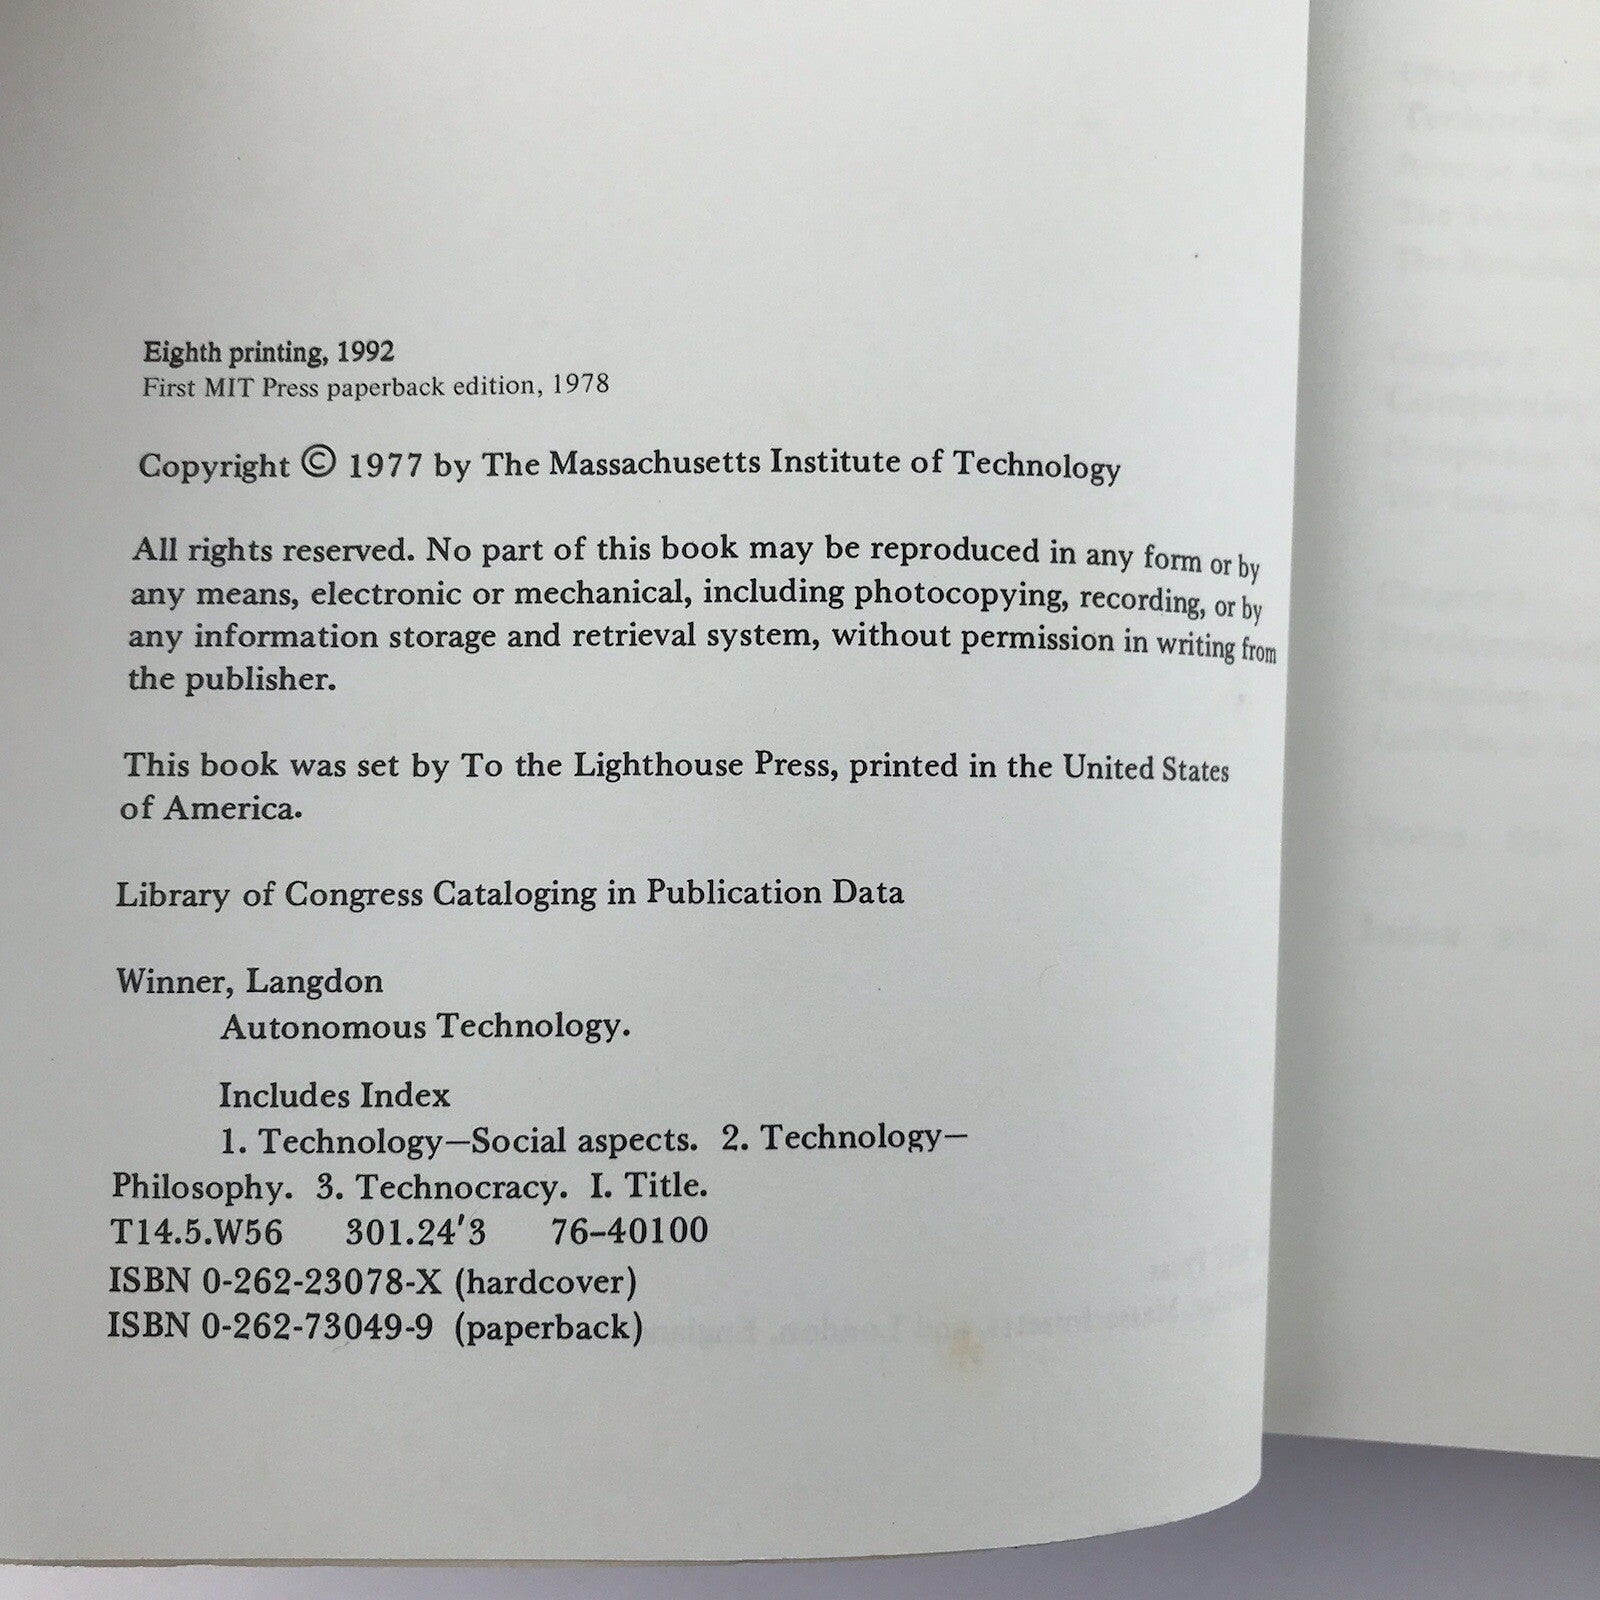 Eighth printing, 1992
First MIT Press paperback edition, 1978
Copyright © 1977 by The Massachusetts Institute of Technology
All rights reserved. No part of this book may be reproduced in any form or by
any means, electronic or mechanical, including photocopying, recording, or by
any information storage and retrieval system, without permission in writing from
the publisher.
This book was set by To the Lighthouse Press, printed in the United States
of America.
Library of Congress Cataloging in Publication Data
Winner, Langdon
Autonomous Technology.
Includes Index
1. Technology—Social aspects. 2. Technology—
Philosophy. 3. Technocracy. I. Title.
T14.5.W56 301.24'3 76–40100
ISBN 0-262-23078-X (hardcover)
ISBN 0-262-73049-9 (paperback)